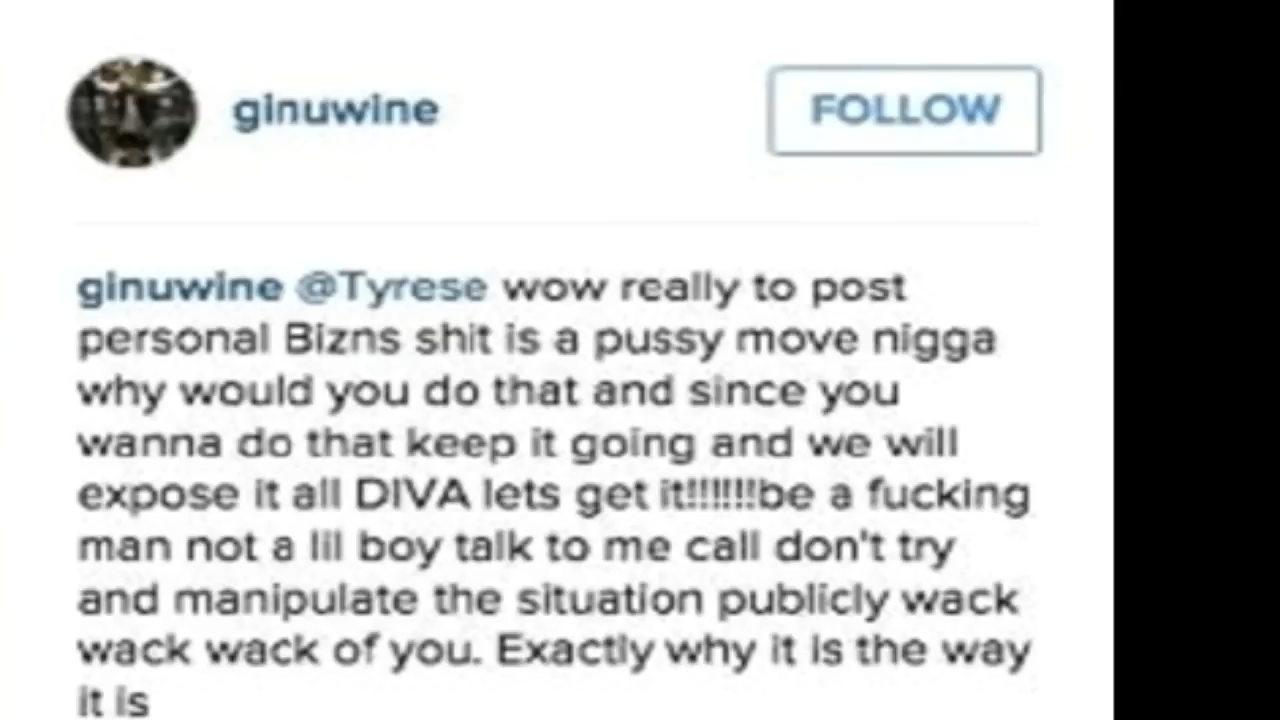 ginuwine
FOLLOW
ginuwine @Tyrese wow really to post
personal Bizns shit is a pussy move nigga
why would you do that and since you
wanna do that keep it going and we will
expose it all DIVA lets get it!!!!!!be a fucking
man not a lil boy talk to me call don't try
and manipulate the situation publicly wack
wack wack of you. Exactly why it is the way
it is